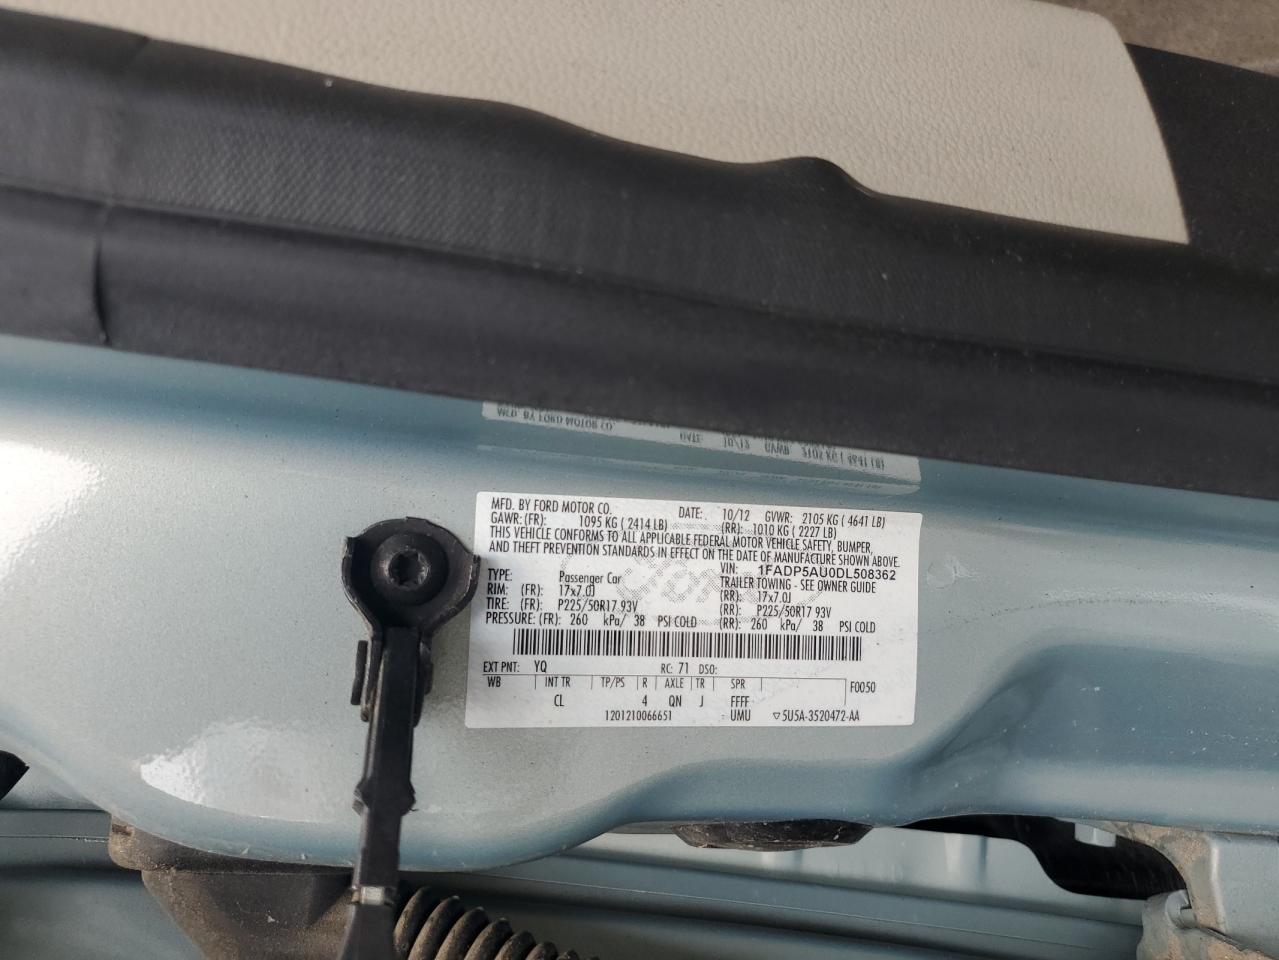 MFD. BY FORD MOTOR CO. DATE: 10/12 GVWR: 2105 KG ( 4641 LB)
GAWR: (FR): 1095 KG ( 2414 LB) (RR): 1010 KG ( 2227 LB)
THIS VEHICLE CONFORMS TO ALL APPLICABLE FEDERAL MOTOR VEHICLE SAFETY, BUMPER,
AND THEFT PREVENTION STANDARDS IN EFFECT ON THE DATE OF MANUFACTURE SHOWN ABOVE.
VIN: 1FADP5AU0DL508362
TYPE: Passenger Car TRAILER TOWING - SEE OWNER GUIDE
RIM: (FR): 17x7.0J (RR): 17x7.0J
TIRE: (FR): P225/50R17 93V (RR): P225/50R17 93V
PRESSURE: (FR): 260 kPa/ 38 PSI COLD (RR): 260 kPa/ 38 PSI COLD
EXT PNT: YQ RC: 71 DSO:
WB INT TR TP/PS R AXLE TR SPR F0050
CL 4 QN J FFFF
1201210066651 UMU ▽5U5A-3520472-AA